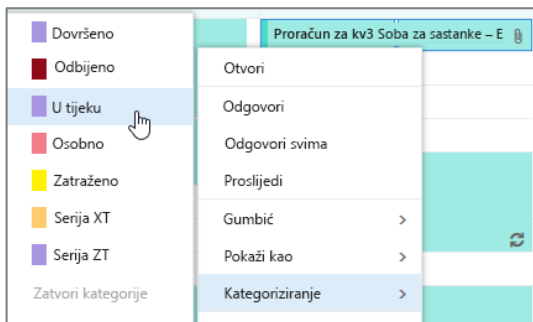 Proračun za kv3 Soba za sastanke – E
Dovršeno
Odbijeno
U tijeku
Osobno
Zatraženo
Serija XT
Serija ZT
Zatvori kategorije
Otvori
Odgovori
Odgovori svima
Proslijedi
Gumbić
Pokaži kao
Kategoriziranje